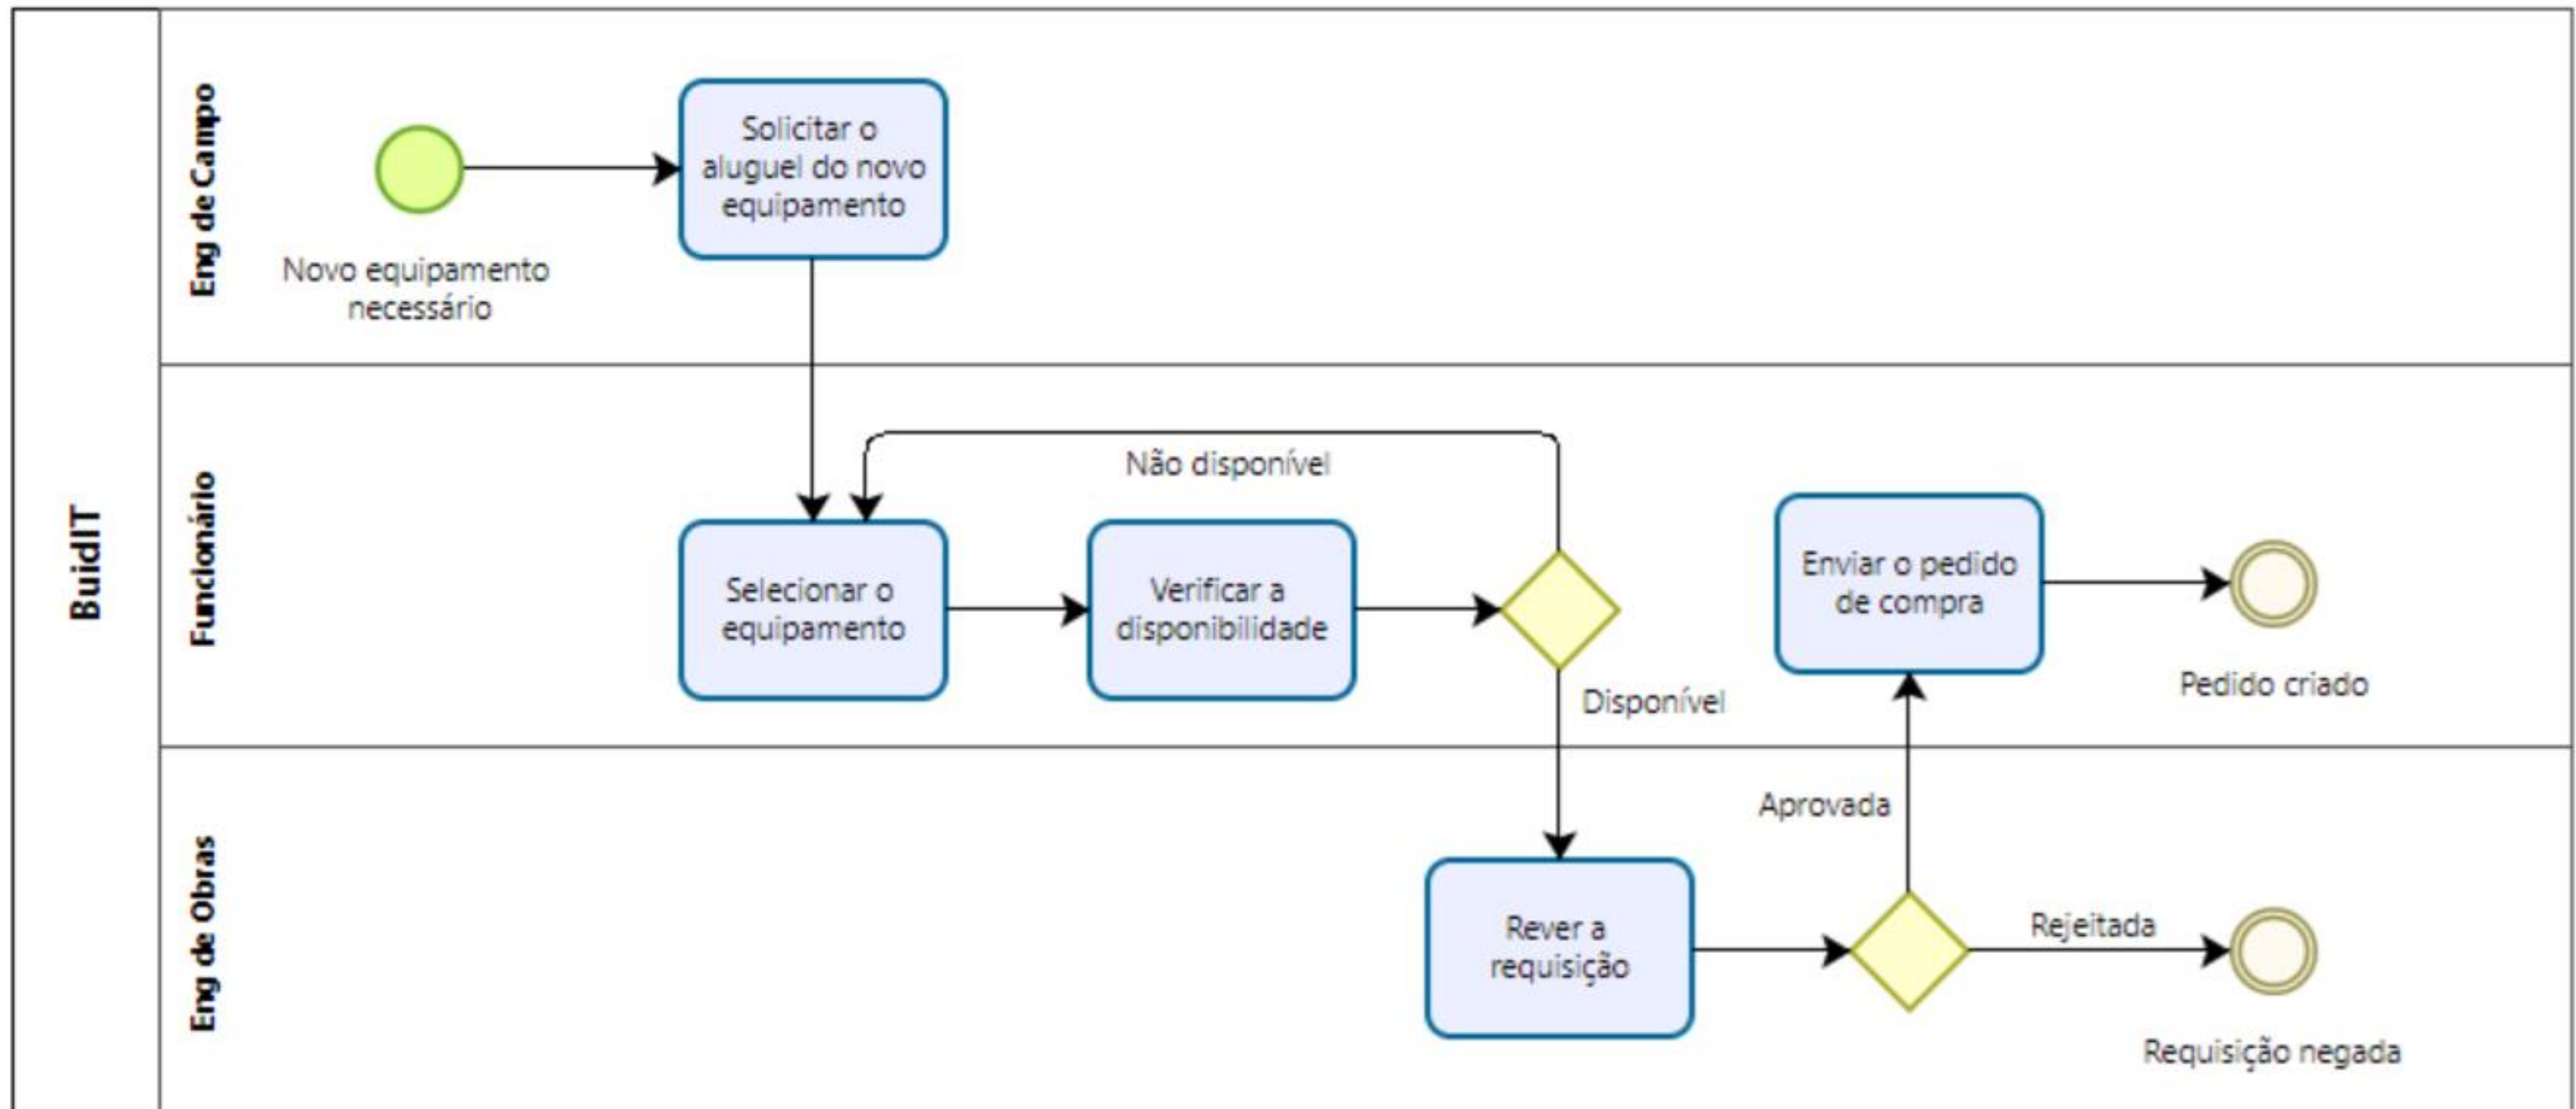 BuidIT
Eng de Campo
Novo equipamento
necessário
Solicitar o
aluguel do novo
equipamento
Funcionário
Não disponível
Selecionar o
equipamento
Verificar a
disponibilidade
Disponível
Enviar o pedido
de compra
Pedido criado
Eng de Obras
Rever a
requisição
Aprovada
Rejeitada
Requisição negada